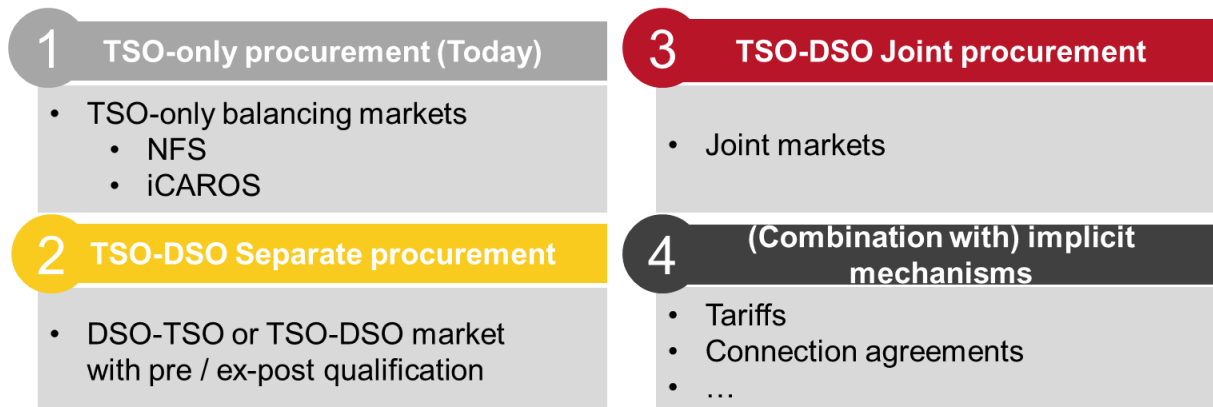 1 TSO-only procurement (Today)
• TSO-only balancing markets
• NFS
• iCAROS
2 TSO-DSO Separate procurement
• DSO-TSO or TSO-DSO market
with pre / ex-post qualification
3 TSO-DSO Joint procurement
• Joint markets
4 (Combination with) implicit
mechanisms
• Tariffs
• Connection agreements
• …